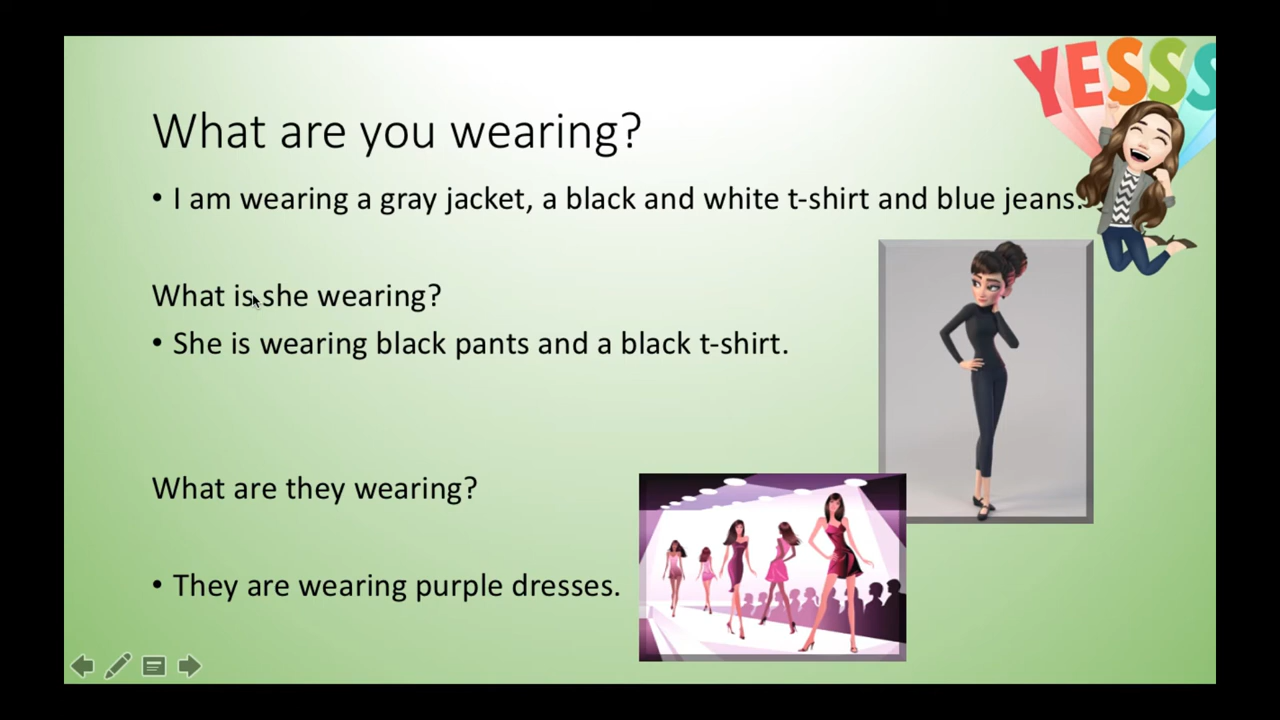 YESSS
What are you wearing?
• I am wearing a gray jacket, a black and white t-shirt and blue jeans.
What is she wearing?
• She is wearing black pants and a black t-shirt.
What are they wearing?
• They are wearing purple dresses.